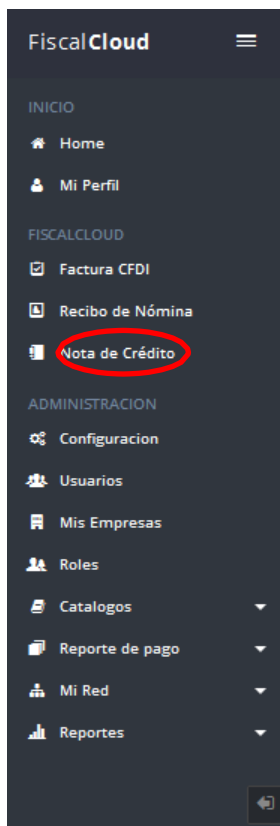 FiscalCloud
INICIO
Home
Mi Perfil
FISCALCLOUD
Factura CFDI
Recibo de Nómina
Nota de Crédito
ADMINISTRACION
Configuracion
Usuarios
Mis Empresas
Roles
Catalogos
Reporte de pago
Mi Red
Reportes